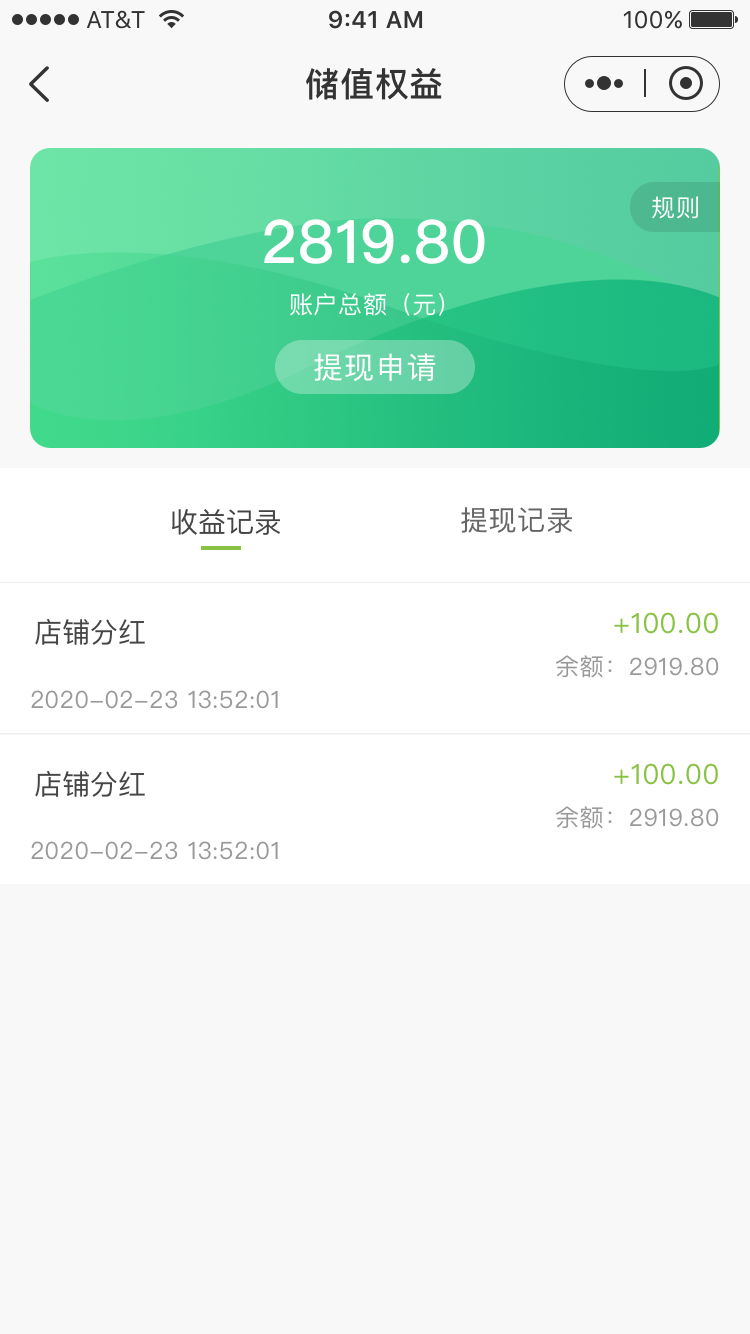 AT&T 9:41 AM 100%
储值权益
规则
2819.80
账户总额（元）
提现申请
收益记录 提现记录
店铺分红 +100.00
余额：2919.80
2020-02-23 13:52:01
店铺分红 +100.00
余额：2919.80
2020-02-23 13:52:01